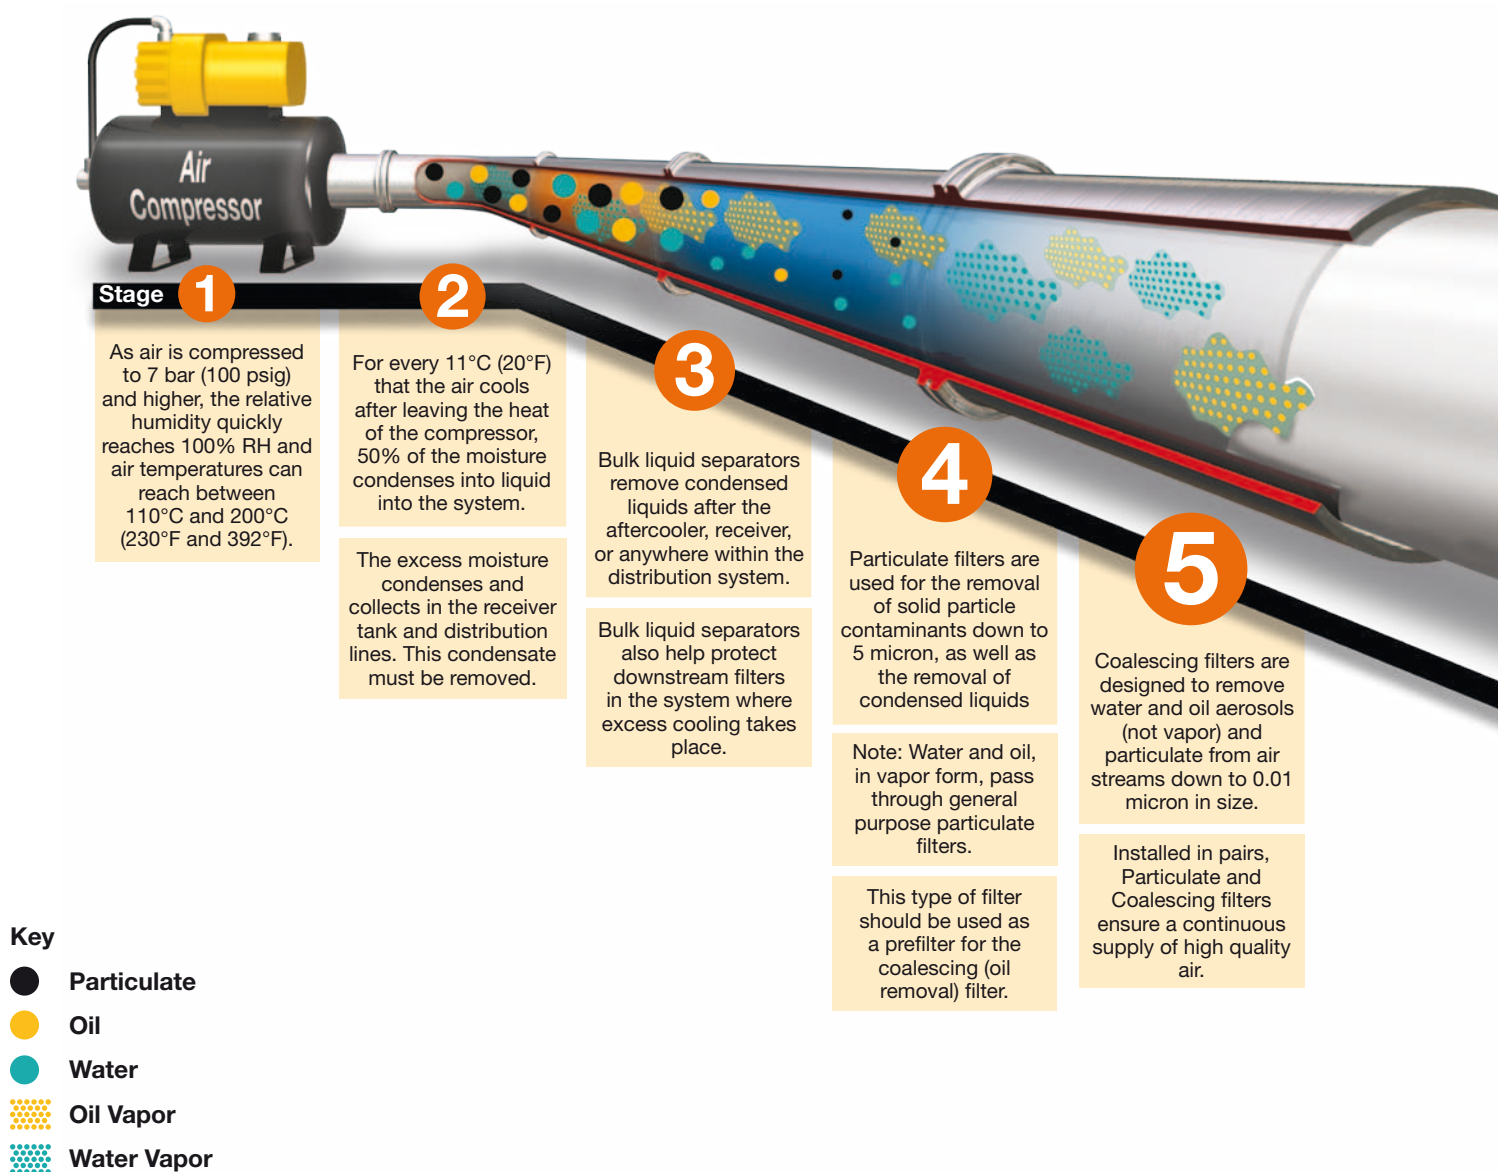 Air
Compressor
Stage 1
2
3
4
5
As air is compressed
to 7 bar (100 psig)
and higher, the relative
humidity quickly
reaches 100% RH and
air temperatures can
reach between
110°C and 200°C
(230°F and 392°F).
For every 11°C (20°F)
that the air cools
after leaving the heat
of the compressor,
50% of the moisture
condenses into liquid
into the system.
The excess moisture
condenses and
collects in the receiver
tank and distribution
lines. This condensate
must be removed.
Bulk liquid separators
remove condensed
liquids after the
aftercooler, receiver,
or anywhere within the
distribution system.
Bulk liquid separators
also help protect
downstream filters
in the system where
excess cooling takes
place.
Particulate filters are
used for the removal
of solid particle
contaminants down to
5 micron, as well as
the removal of
condensed liquids
Note: Water and oil,
in vapor form, pass
through general
purpose particulate
filters.
This type of filter
should be used as
a prefilter for the
coalescing (oil
removal) filter.
Coalescing filters are
designed to remove
water and oil aerosols
(not vapor) and
particulate from air
streams down to 0.01
micron in size.
Installed in pairs,
Particulate and
Coalescing filters
ensure a continuous
supply of high quality
air.
Key
Particulate
Oil
Water
Oil Vapor
Water Vapor